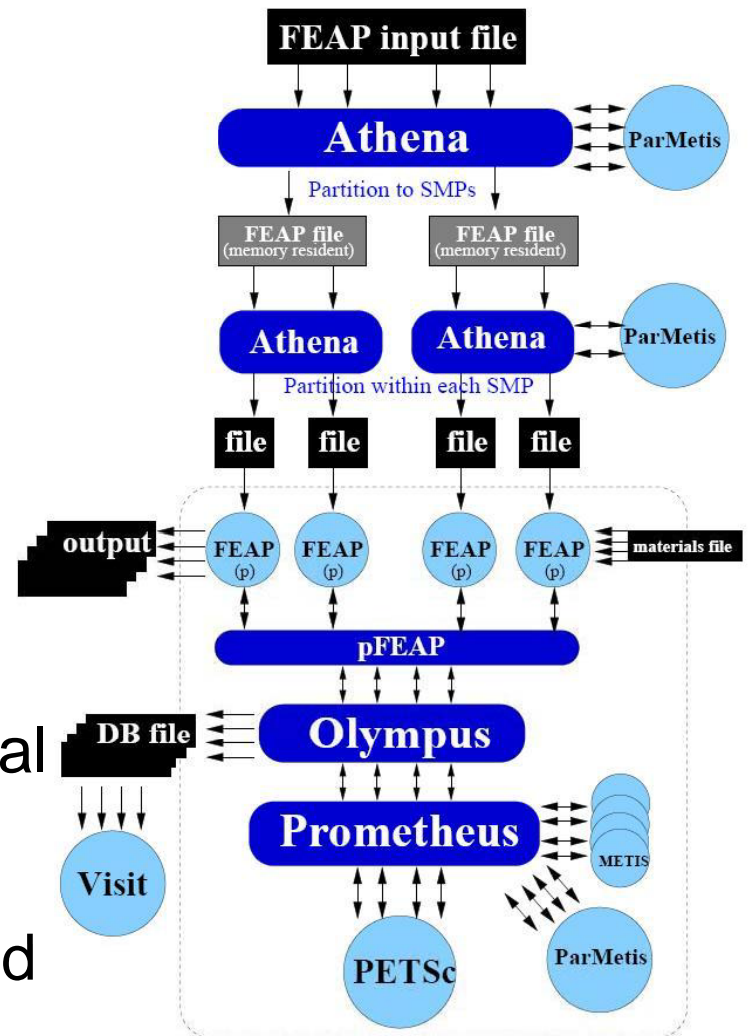 FEAP input file
Athena
ParMetis
Partition to SMPs
FEAP file
(memory resident)
FEAP file
(memory resident)
Athena
Athena
ParMetis
Partition within each SMP
file
file
file
file
output
FEAP
(p)
FEAP
(p)
FEAP
(p)
FEAP
(p)
materials file
pFEAP
al
DB file
Olympus
Prometheus
METIS
Visit
d
PETSc
ParMetis